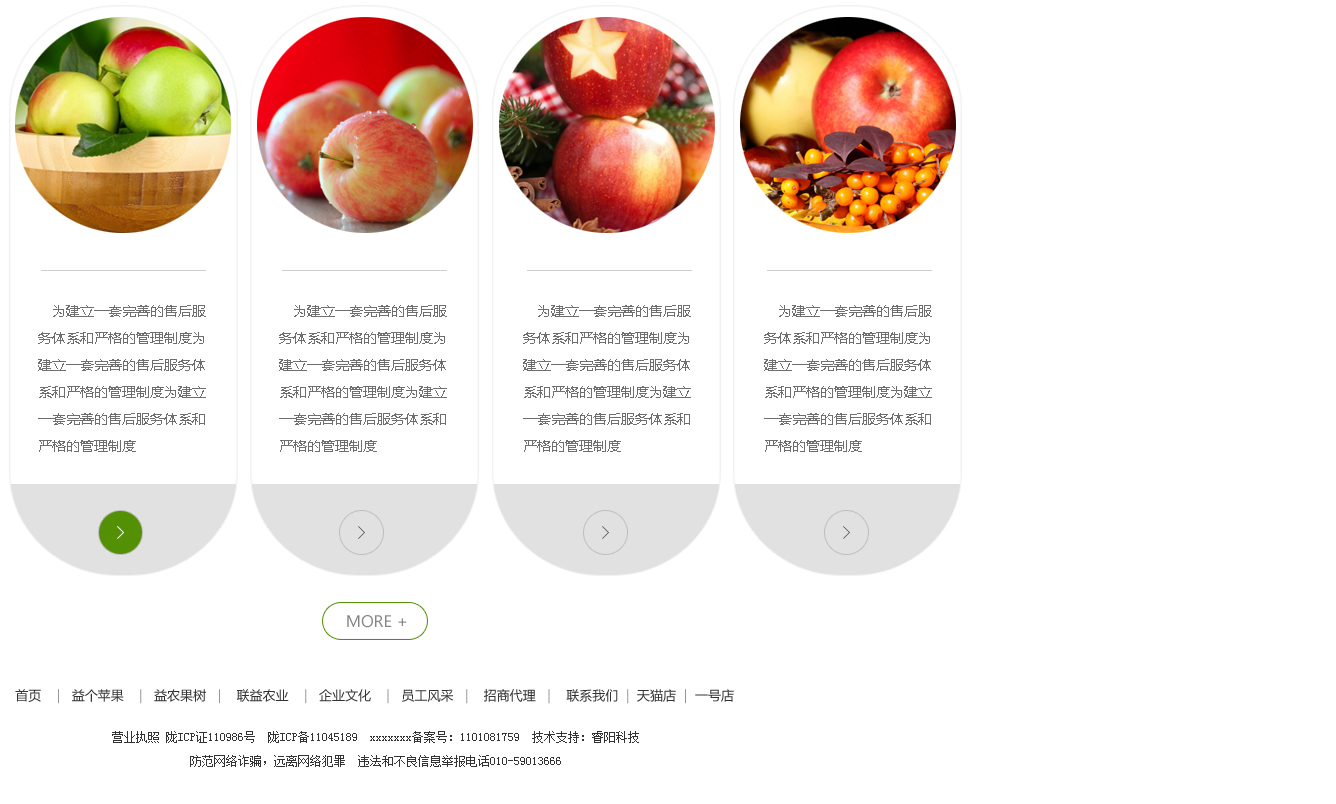 为建立一套完善的售后服
务体系和严格的管理制度为
建立一套完善的售后服务体
系和严格的管理制度为建立
一套完善的售后服务体系和
严格的管理制度
为建立一套完善的售后服
务体系和严格的管理制度为
建立一套完善的售后服务体
系和严格的管理制度为建立
一套完善的售后服务体系和
严格的管理制度
为建立一套完善的售后服
务体系和严格的管理制度为
建立一套完善的售后服务体
系和严格的管理制度为建立
一套完善的售后服务体系和
严格的管理制度
为建立一套完善的售后服
务体系和严格的管理制度为
建立一套完善的售后服务体
系和严格的管理制度为建立
一套完善的售后服务体系和
严格的管理制度
MORE +
首页 | 益个苹果 | 益农果树 | 联益农业 | 企业文化 | 员工风采 | 招商代理 | 联系我们 | 天猫店 | 一号店
营业执照 陇ICP证110986号 陇ICP备11045189 xxxxxxx备案号：1101081759 技术支持：睿阳科技
防范网络诈骗，远离网络犯罪 违法和不良信息举报电话010-59013666